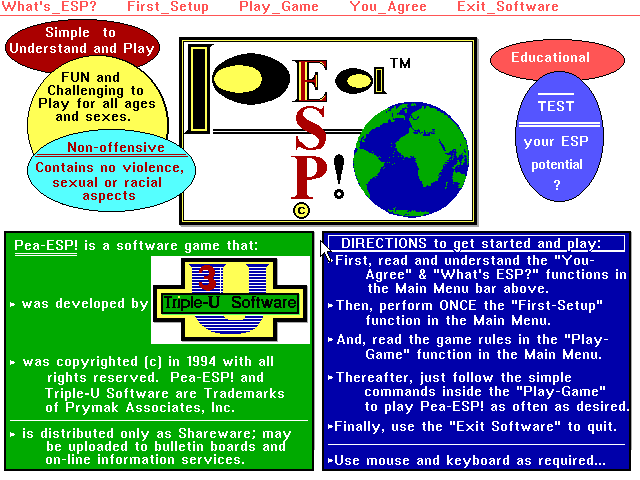 What's_ESP? First_Setup Play_Game You_Agree Exit_Software
Simple to
Understand and Play
FUN and
Challenging to
Play for all ages
and sexes.
Non-offensive
Contains no violence,
sexual or racial
aspects
Pea
TM
ESP!
©
Educational
TEST
your ESP
potential
?
Pea-ESP! is a software game that:
▸ was developed by
3
U
Triple-U Software
▸ was copyrighted (c) in 1994 with all
rights reserved. Pea-ESP! and
Triple-U Software are Trademarks
of Prymak Associates, Inc.
▸ is distributed only as Shareware; may
be uploaded to bulletin boards and
on-line information services.
DIRECTIONS to get started and play:
▸First, read and understand the "You-
Agree" & "What's ESP?" functions in
the Main Menu bar above.
▸Then, perform ONCE the "First-Setup"
function in the Main Menu.
▸And, read the game rules in the "Play-
Game" function in the Main Menu.
▸Thereafter, just follow the simple
commands inside the "Play-Game"
to play Pea-ESP! as often as desired.
▸Finally, use the "Exit Software" to quit.
▸Use mouse and keyboard as required...